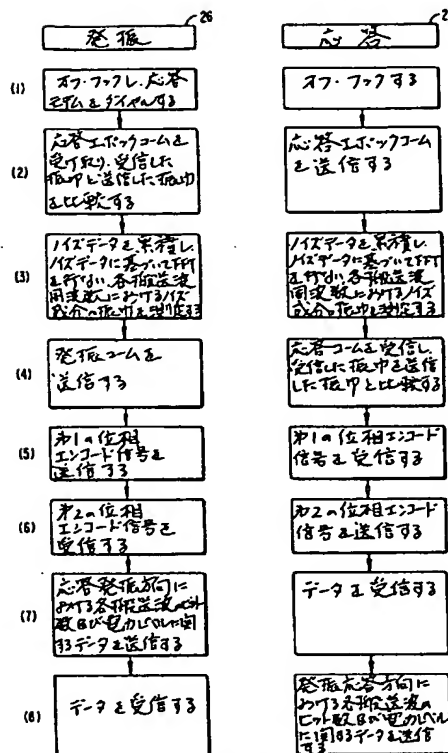 26
発振
(1)
オフ・フックし、応答
モデムをダイヤルする
(2)
応答エポックコームを
受け取り、受信した
振巾と送信した振巾
を比較する
(3)
ノイズデータを累積し、
ノイズデータに基づいてFFT
を行ない、各搬送波
周波数におけるノイズ
成分の振巾を測定する
(4)
発振コームを
送信する
(5)
第1の位相
エンコード信号を
送信する
(6)
第2の位相
エンコード信号を
受信する
(7)
応答発振方向に
おける各搬送波のビット
数及び電力レベルに関
するデータを送信する
(8)
データを受信する
2
応答
オフ・フックする
応答エポックコーム
を送信する
ノイズデータを累積し、
ノイズデータに基づいてFFT
を行ない、各搬送波
周波数におけるノイズ
成分の振巾を測定する
応答コームを受信し、
受信した振巾を送信
した振巾と比較する
第1の位相エンコード
信号を受信する
第2の位相エンコード
信号を送信する
データを受信する
発振応答方向に
おける各搬送波の
ビット数及び電力レベル
に関するデータを送信
する